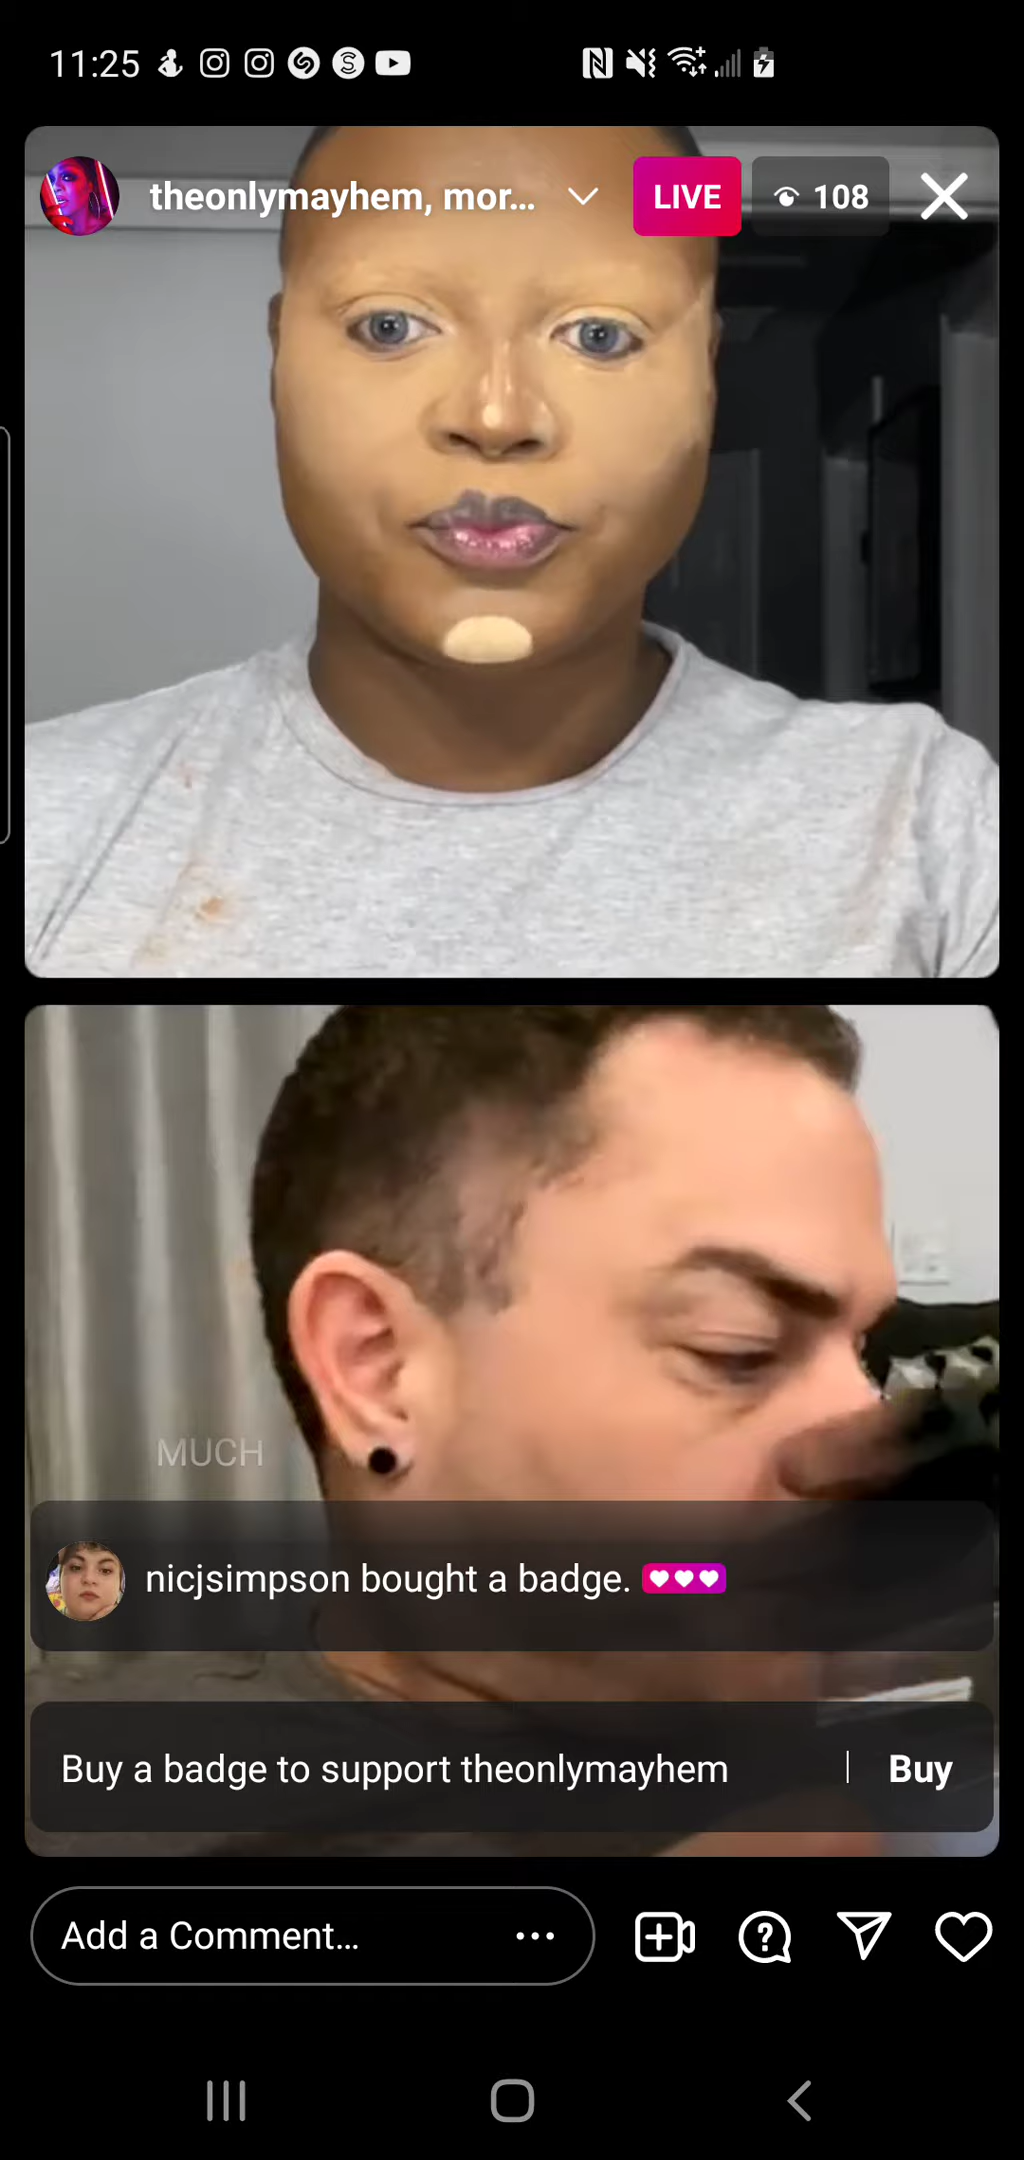 11:25
theonlymayhem, mor...
LIVE
108
MUCH
nicjsimpson bought a badge.
Buy a badge to support theonlymayhem | Buy
Add a Comment...